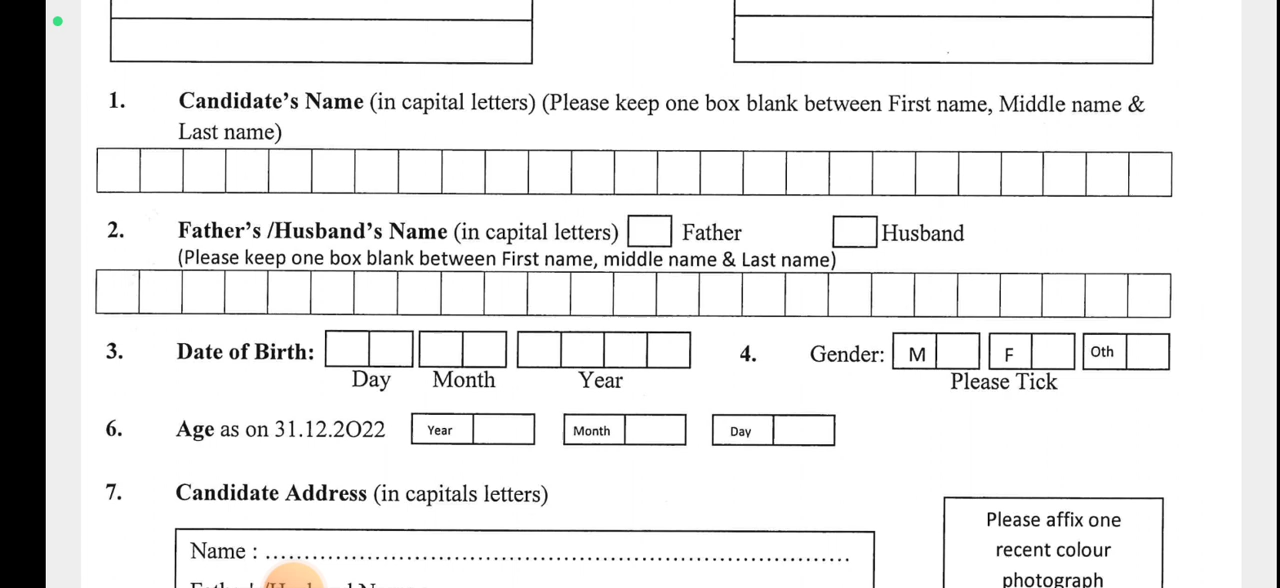 1. Candidate's Name (in capital letters) (Please keep one box blank between First name, Middle name &
Last name)
2. Father's /Husband's Name (in capital letters) Father Husband
(Please keep one box blank between First name, middle name & Last name)
3. Date of Birth: 4. Gender: M F Oth
Day Month Year Please Tick
6. Age as on 31.12.2022 Year Month Day
7. Candidate Address (in capitals letters)
Please affix one
recent colour
photograph
Name : ................................................................................